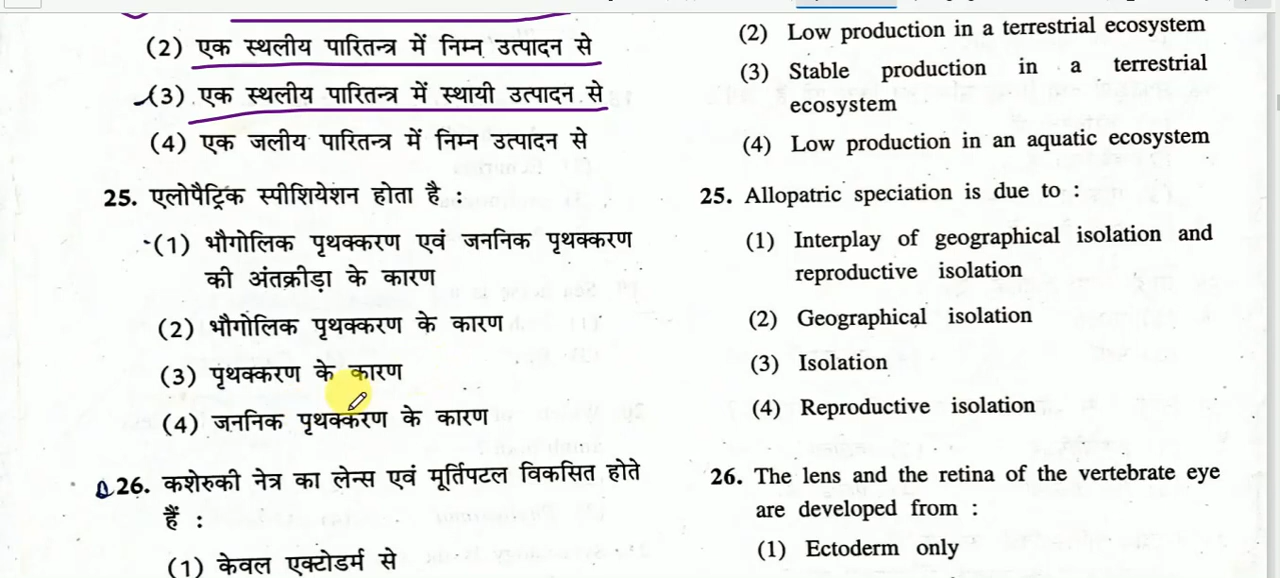 (2) एक स्थलीय पारितन्त्र में निम्न उत्पादन से
(3) एक स्थलीय पारितन्त्र में स्थायी उत्पादन से
(4) एक जलीय पारितन्त्र में निम्न उत्पादन से
25. एलोपैट्रिक स्पीशियेशन होता है :
(1) भौगोलिक पृथक्करण एवं जननिक पृथक्करण
की अंतक्रीड़ा के कारण
(2) भौगोलिक पृथक्करण के कारण
(3) पृथक्करण के कारण
(4) जननिक पृथक्करण के कारण
26. कशेरुकी नेत्र का लेन्स एवं मूर्तिपटल विकसित होते
हैं :
(1) केवल एक्टोडर्म से
(2) Low production in a terrestrial ecosystem
(3) Stable production in a terrestrial
ecosystem
(4) Low production in an aquatic ecosystem
25. Allopatric speciation is due to :
(1) Interplay of geographical isolation and
reproductive isolation
(2) Geographical isolation
(3) Isolation
(4) Reproductive isolation
26. The lens and the retina of the vertebrate eye
are developed from :
(1) Ectoderm only